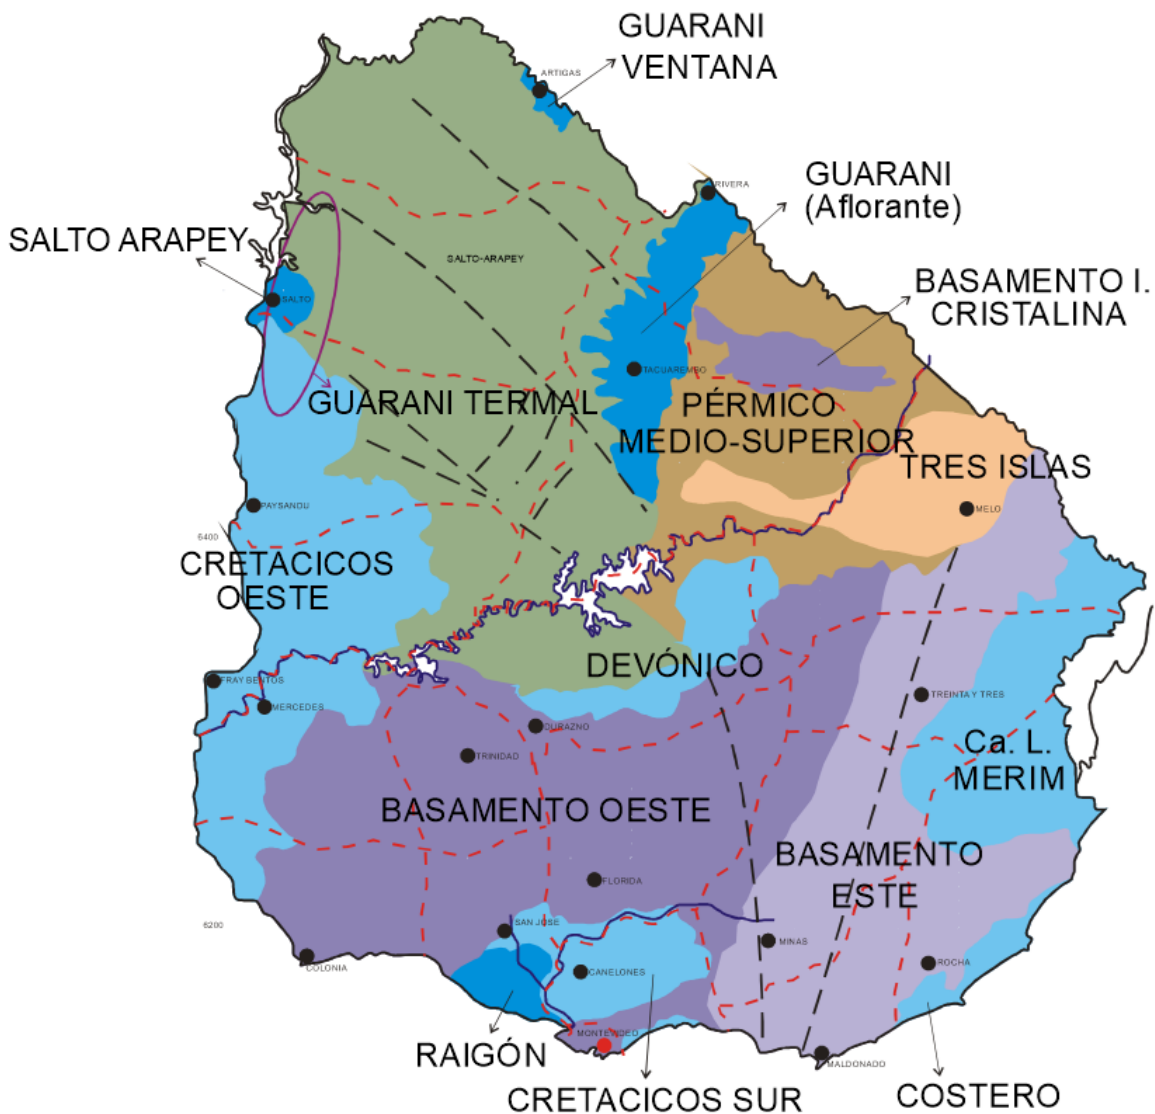 GUARANI
VENTANA
ARTIGAS
GUARANI
(Aflorante)
RIVERA
SALTO ARAPEY
SALTO-ARAPEY
BASAMENTO I.
CRISTALINA
SALTO
TACUAREMBO
GUARANI TERMAL
PÉRMICO
MEDIO-SUPERIOR
TRES ISLAS
PAYSANDU
MELO
6400
CRETACICOS
OESTE
DEVÓNICO
FRAY BENTOS
MERCEDES
TREINTA Y TRES
DURAZNO
TRINIDAD
Ca. L.
MERIM
BASAMENTO OESTE
BASAMENTO
ESTE
FLORIDA
6200
SAN JOSE
MINAS
COLONIA
CANELONES
ROCHA
MONTEVIDEO
RAIGÓN
MALDONADO
CRETACICOS SUR
COSTERO